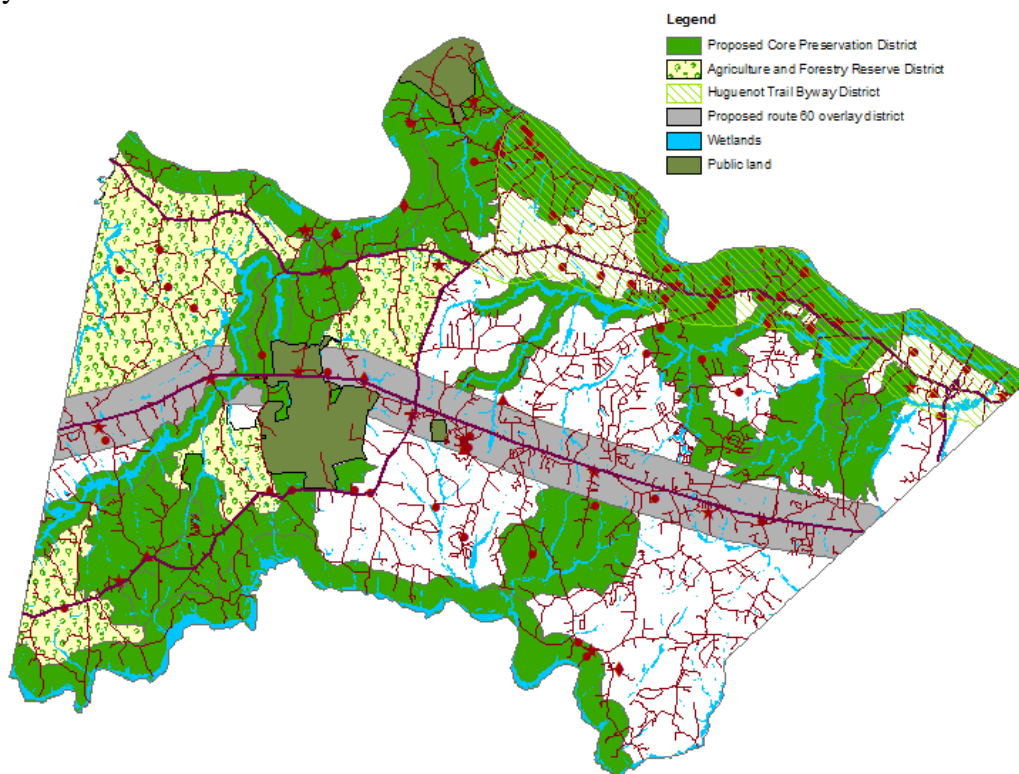 y
Legend
Proposed Core Preservation District
Agriculture and Forestry Reserve District
Huguenot Trail Byway District
Proposed route 60 overlay district
Wetlands
Public land